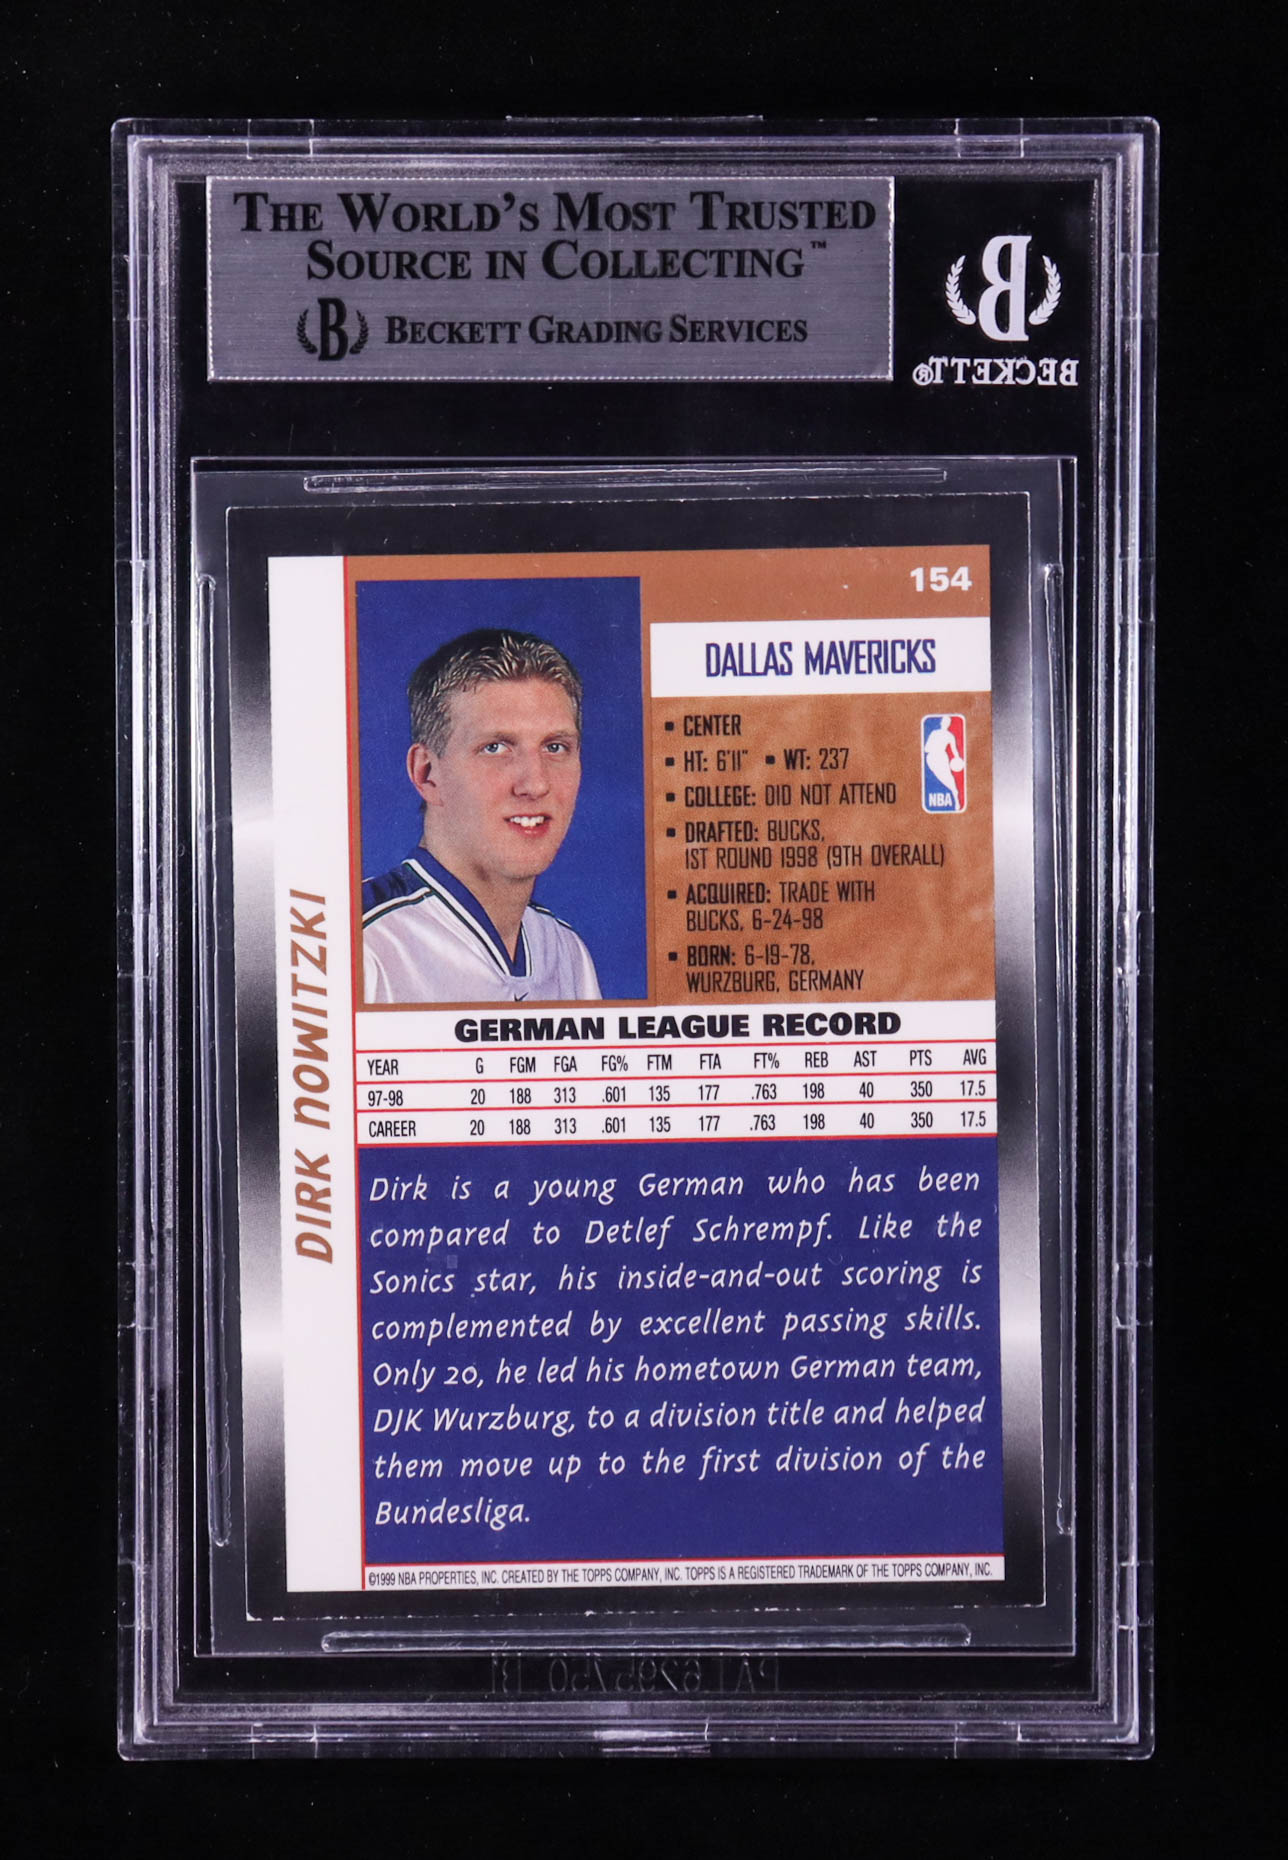 THE WORLD'S MOST TRUSTED
SOURCE IN COLLECTING™
B BECKETT GRADING SERVICES
B
BECKETT®
154
DALLAS MAVERICKS
▪ CENTER
▪ HT: 6'11" ▪ WT: 237
▪ COLLEGE: DID NOT ATTEND
▪ DRAFTED: BUCKS,
1ST ROUND 1998 (9TH OVERALL)
▪ ACQUIRED: TRADE WITH
BUCKS, 6-24-98
▪ BORN: 6-19-78,
WURZBURG, GERMANY
NBA
DIRK NOWITZKI
GERMAN LEAGUE RECORD
YEAR G FGM FGA FG% FTM FTA FT% REB AST PTS AVG
97-98 20 188 313 .601 135 177 .763 198 40 350 17.5
CAREER 20 188 313 .601 135 177 .763 198 40 350 17.5
Dirk is a young German who has been
compared to Detlef Schrempf. Like the
Sonics star, his inside-and-out scoring is
complemented by excellent passing skills.
Only 20, he led his hometown German team,
DJK Wurzburg, to a division title and helped
them move up to the first division of the
Bundesliga.
©1999 NBA PROPERTIES, INC. CREATED BY THE TOPPS COMPANY, INC. TOPPS IS A REGISTERED TRADEMARK OF THE TOPPS COMPANY, INC.